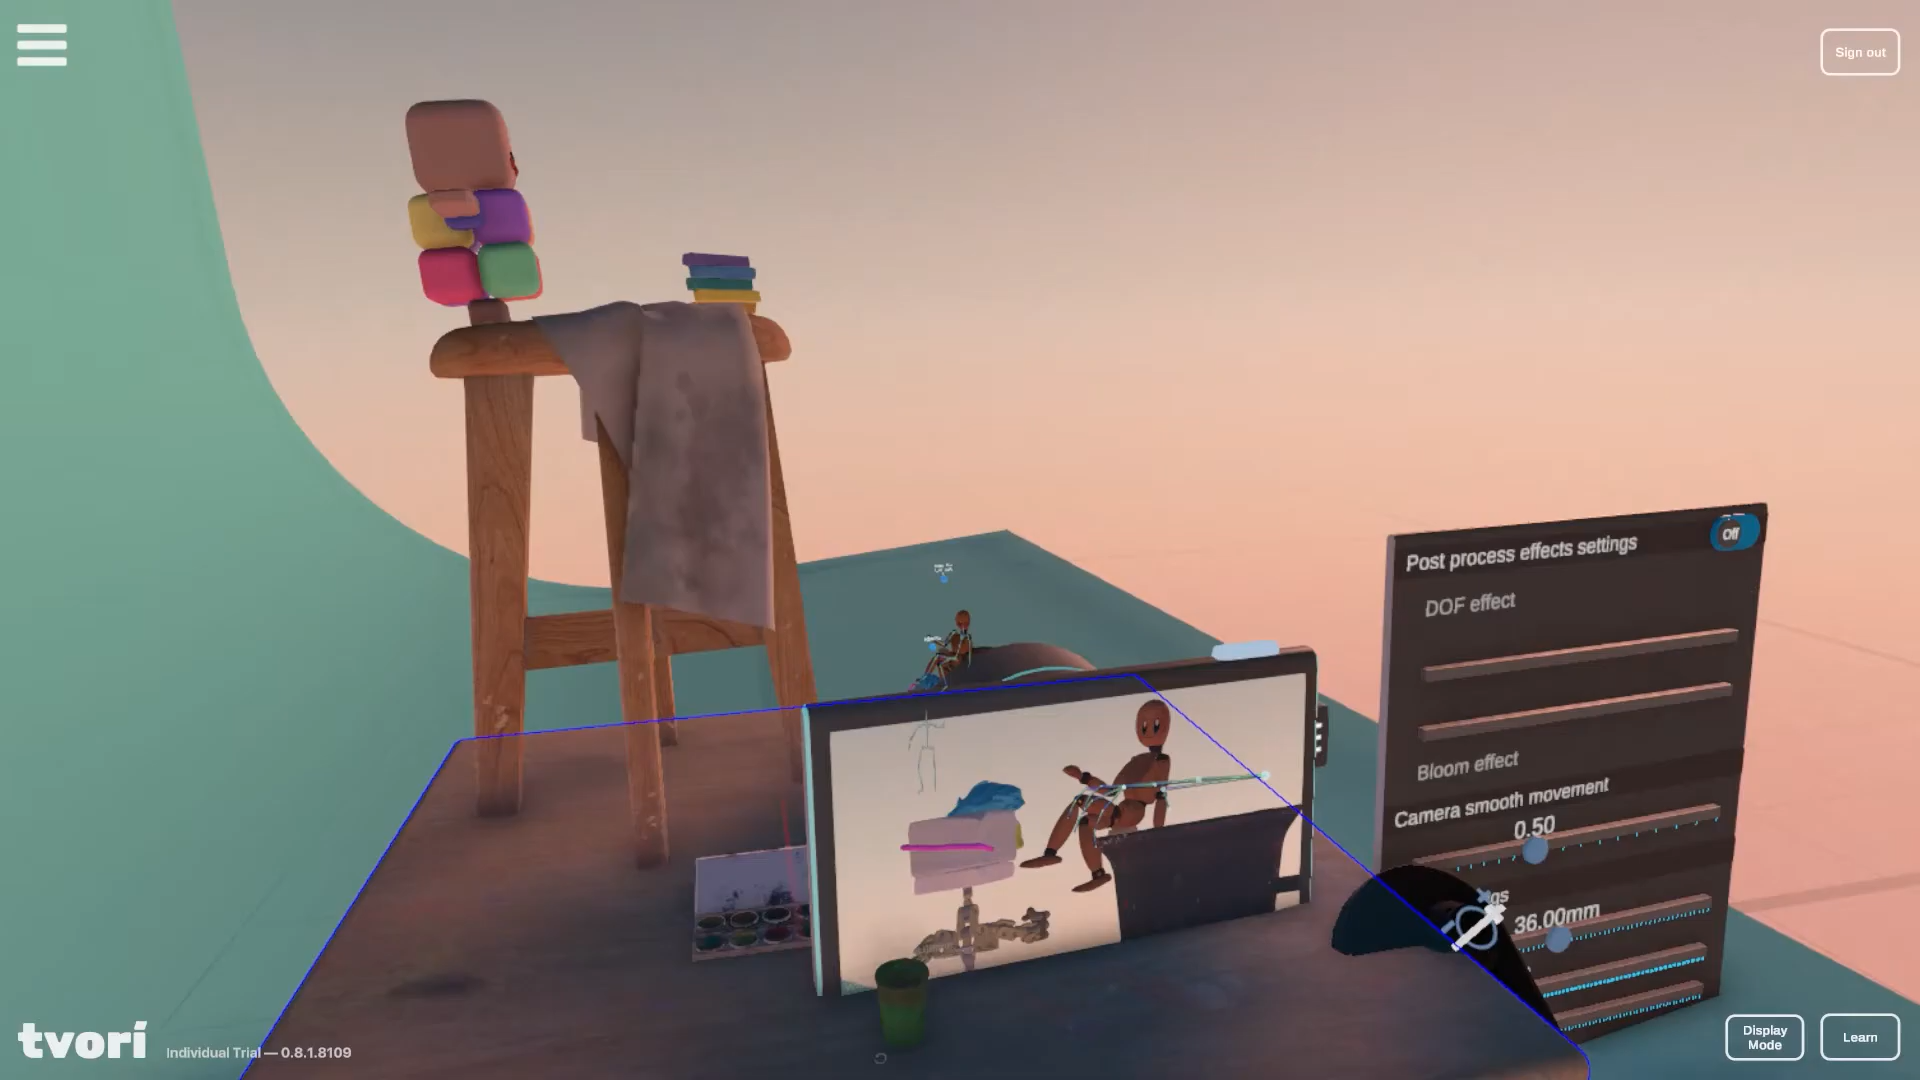 Sign out
Post process effects settings
Off
DOF effect
Bloom effect
Camera smooth movement
0.50
36.00mm
tvori
Individual Trial — 0.8.1.8109
Display
Mode
Learn